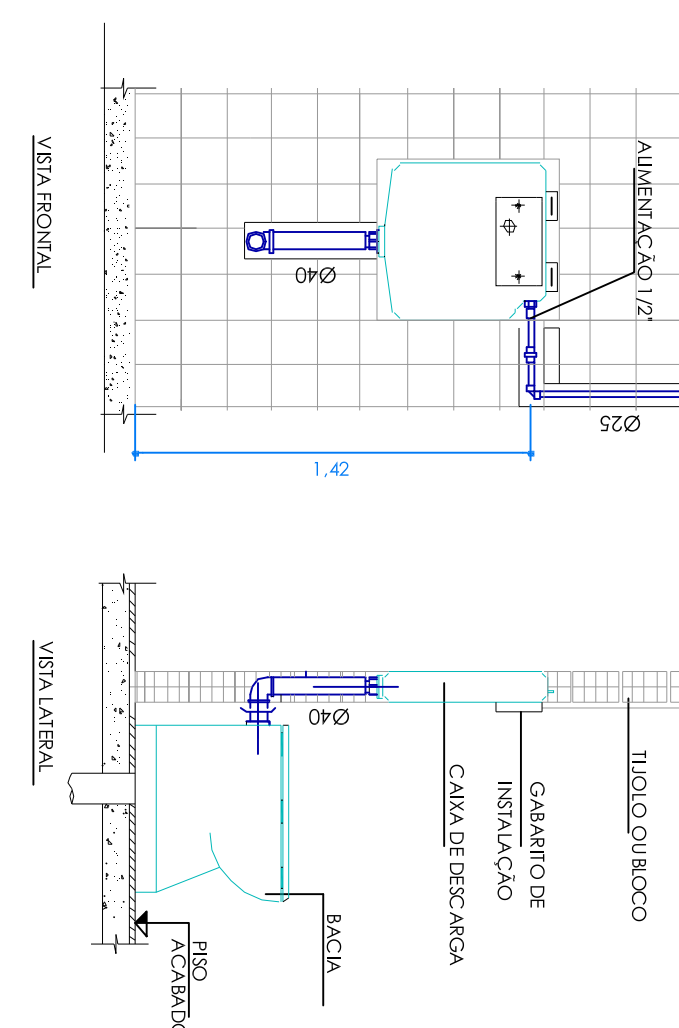 ALIMENTAÇÃO 1/2"
VISTA FRONTAL
Ø40
Ø25
1,42
VISTA LATERAL
Ø40
TIJOLO OU BLOCO
GABARITO DE
INSTALAÇÃO
CAIXA DE DESCARGA
BACIA
PISO
ACABADO